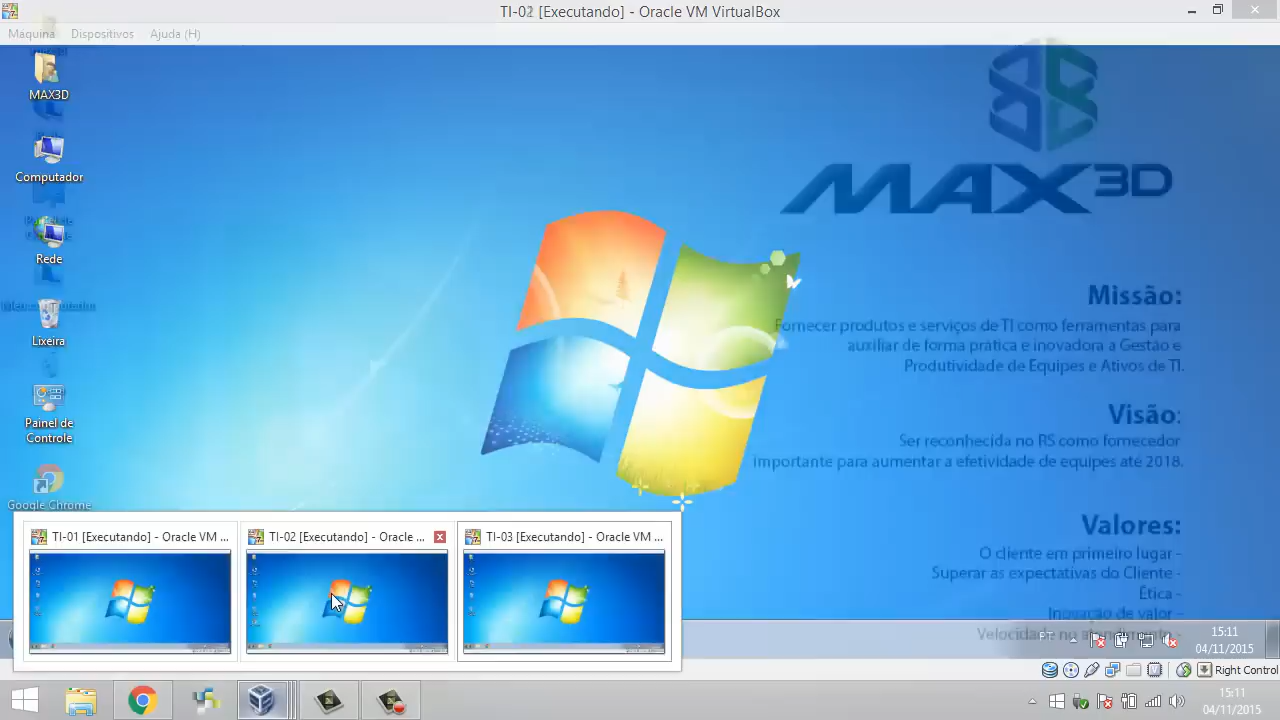 TI-02 [Executando] - Oracle VM VirtualBox
Máquina Dispositivos Ajuda (H)
MAX3D
Computador
Rede
Lixeira
Painel de
Controle
Google Chrome
MAX3D
Missão:
Fornecer produtos e serviços de TI como ferramentas para
auxiliar de forma prática e inovadora a Gestão e
Produtividade de Equipes e Ativos de TI.
Visão:
Ser reconhecida no RS como fornecedor
importante para aumentar a efetividade de equipes até 2018.
Valores:
O cliente em primeiro lugar -
Superar as expectativas do Cliente -
Ética -
Inovação de valor -
Velocidade no atendimento -
TI-01 [Executando] - Oracle VM ...
TI-02 [Executando] - Oracle ...
TI-03 [Executando] - Oracle VM ...
PT
15:11
04/11/2015
Right Control
15:11
04/11/2015